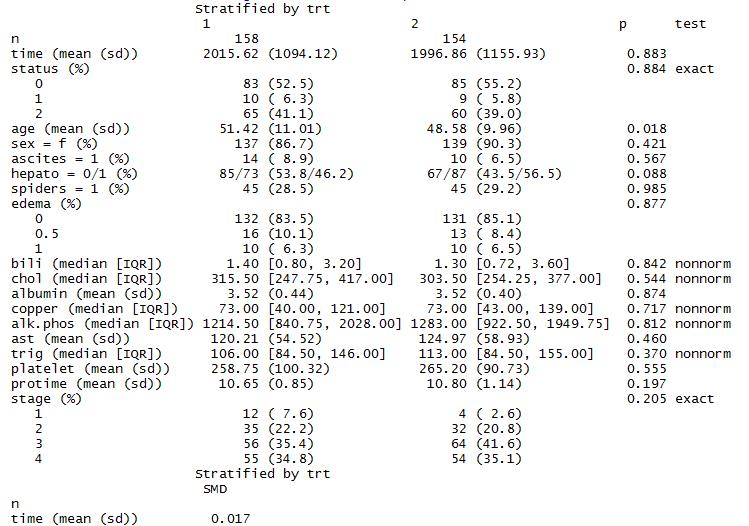 Stratified by trt
1 2 p test
n 158 154
time (mean (sd)) 2015.62 (1094.12) 1996.86 (1155.93) 0.883
status (%) 0.884 exact
0 83 (52.5) 85 (55.2)
1 10 ( 6.3) 9 ( 5.8)
2 65 (41.1) 60 (39.0)
age (mean (sd)) 51.42 (11.01) 48.58 (9.96) 0.018
sex = f (%) 137 (86.7) 139 (90.3) 0.421
ascites = 1 (%) 14 ( 8.9) 10 ( 6.5) 0.567
hepato = 0/1 (%) 85/73 (53.8/46.2) 67/87 (43.5/56.5) 0.088
spiders = 1 (%) 45 (28.5) 45 (29.2) 0.985
edema (%) 0.877
0 132 (83.5) 131 (85.1)
0.5 16 (10.1) 13 ( 8.4)
1 10 ( 6.3) 10 ( 6.5)
bili (median [IQR]) 1.40 [0.80, 3.20] 1.30 [0.72, 3.60] 0.842 nonnorm
chol (median [IQR]) 315.50 [247.75, 417.00] 303.50 [254.25, 377.00] 0.544 nonnorm
albumin (mean (sd)) 3.52 (0.44) 3.52 (0.40) 0.874
copper (median [IQR]) 73.00 [40.00, 121.00] 73.00 [43.00, 139.00] 0.717 nonnorm
alk.phos (median [IQR]) 1214.50 [840.75, 2028.00] 1283.00 [922.50, 1949.75] 0.812 nonnorm
ast (mean (sd)) 120.21 (54.52) 124.97 (58.93) 0.460
trig (median [IQR]) 106.00 [84.50, 146.00] 113.00 [84.50, 155.00] 0.370 nonnorm
platelet (mean (sd)) 258.75 (100.32) 265.20 (90.73) 0.555
protime (mean (sd)) 10.65 (0.85) 10.80 (1.14) 0.197
stage (%) 0.205 exact
1 12 ( 7.6) 4 ( 2.6)
2 35 (22.2) 32 (20.8)
3 56 (35.4) 64 (41.6)
4 55 (34.8) 54 (35.1)
Stratified by trt
SMD
n
time (mean (sd)) 0.017